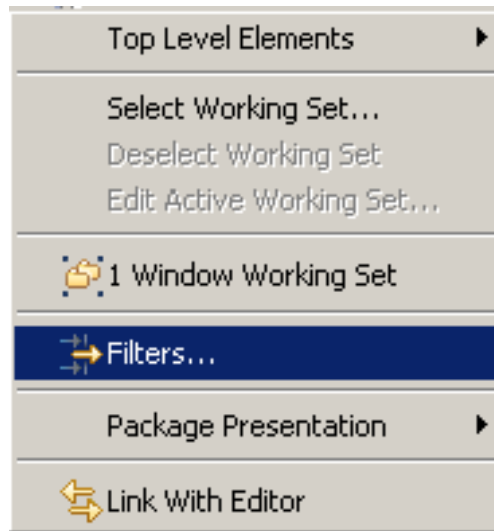 Top Level Elements
Select Working Set...
Deselect Working Set
Edit Active Working Set...
1 Window Working Set
Filters...
Package Presentation
Link With Editor